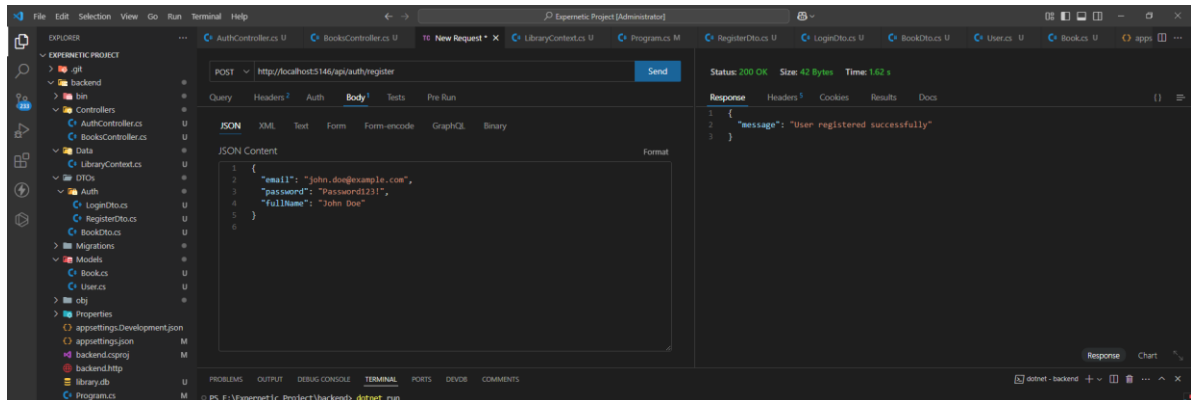 File Edit Selection View Go Run Terminal Help
Expernetic Project [Administrator]
EXPLORER
EXPERNETIC PROJECT
.git
backend
bin
Controllers
AuthController.cs U
BooksController.cs U
Data
LibraryContext.cs U
DTOs
Auth
LoginDto.cs U
RegisterDto.cs U
BookDto.cs U
Migrations
Models
Book.cs U
User.cs U
obj
Properties
appsettings.Development.json
appsettings.json M
backend.csproj M
backend.http
library.db U
Program.cs M
233
AuthController.cs U BooksController.cs U TC New Request * LibraryContext.cs U Program.cs M RegisterDto.cs U LoginDto.cs U BookDto.cs U User.cs U Book.cs U apps
POST http://localhost:5146/api/auth/register Send
Query Headers 2 Auth Body 1 Tests Pre Run
JSON XML Text Form Form-encode GraphQL Binary
JSON Content Format
1 {
2 "email": "john.doe@example.com",
3 "password": "Password123!",
4 "fullName": "John Doe"
5 }
6
Status: 200 OK Size: 42 Bytes Time: 1.62 s
Response Headers 5 Cookies Results Docs
1 {
2 "message": "User registered successfully"
3 }
Response Chart
PROBLEMS OUTPUT DEBUG CONSOLE TERMINAL PORTS DEVDB COMMENTS
dotnet - backend
PS E:\Expernetic Project\backend> dotnet run